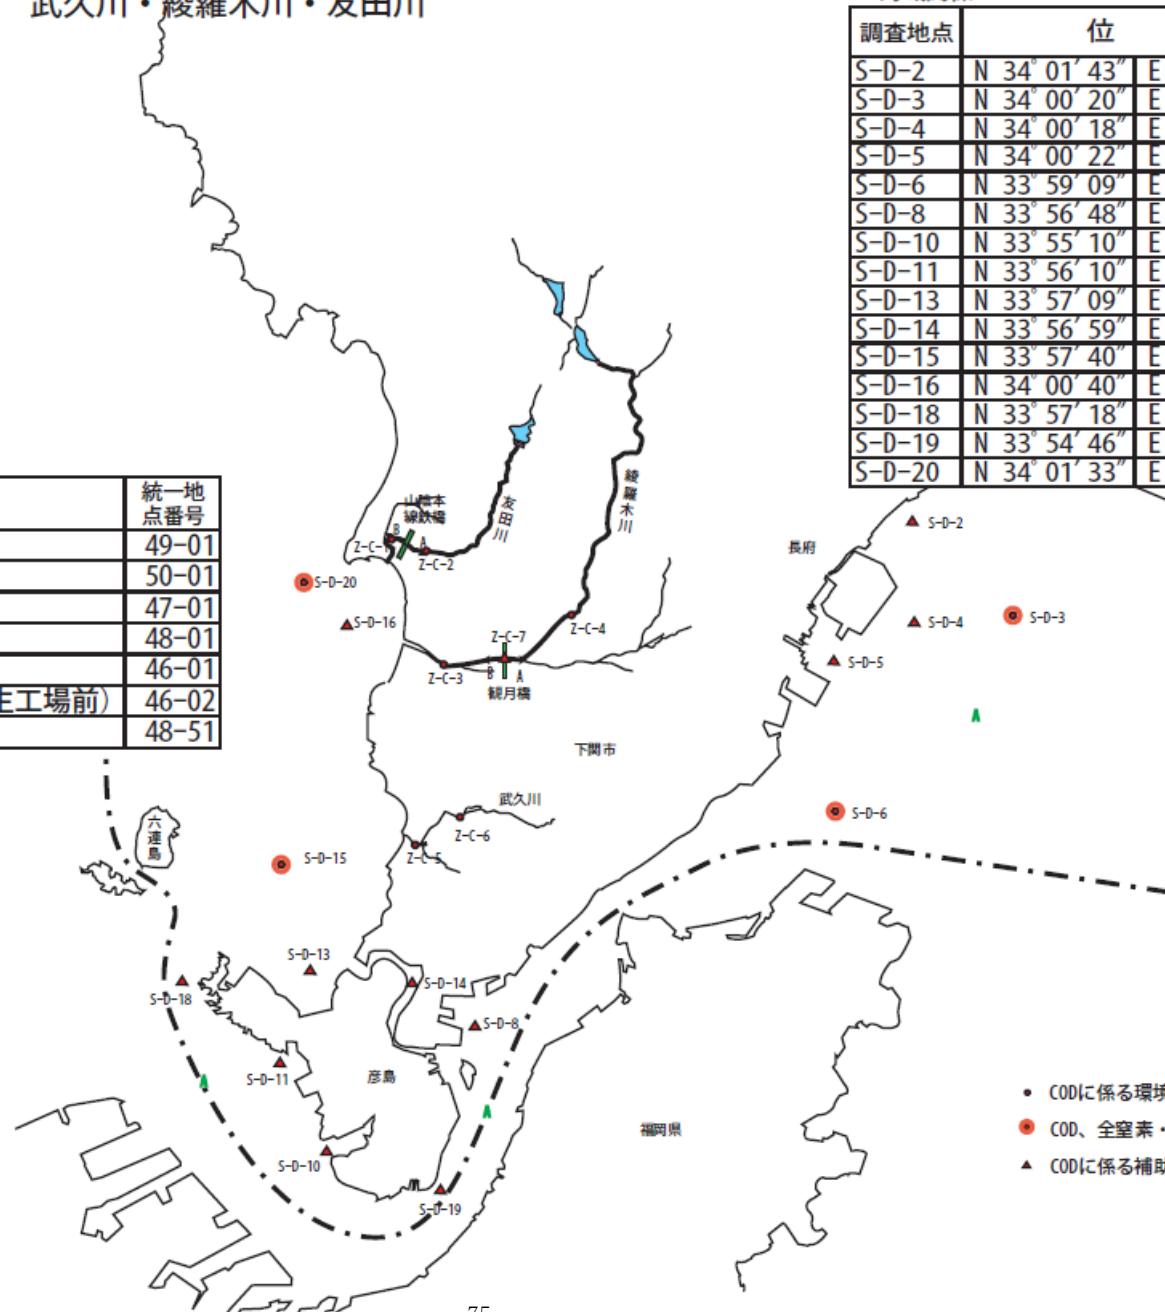 武久川・綾羅木川・友田川
調査地点 位
S-D-2 N 34° 01′ 43″ E
S-D-3 N 34° 00′ 20″ E
S-D-4 N 34° 00′ 18″ E
S-D-5 N 34° 00′ 22″ E
S-D-6 N 33° 59′ 09″ E
S-D-8 N 33° 56′ 48″ E
S-D-10 N 33° 55′ 10″ E
S-D-11 N 33° 56′ 10″ E
S-D-13 N 33° 57′ 09″ E
S-D-14 N 33° 56′ 59″ E
S-D-15 N 33° 57′ 40″ E
S-D-16 N 34° 00′ 40″ E
S-D-18 N 33° 57′ 18″ E
S-D-19 N 33° 54′ 46″ E
S-D-20 N 34° 01′ 33″ E
統一地
点番号
49-01
50-01
47-01
48-01
46-01
生工場前) 46-02
48-51
山陰本
線鉄橋
友田川
綾羅木川
B
A
Z-C-1
Z-C-2
S-D-20
S-D-16
Z-C-4
Z-C-7
Z-C-3
B
A
観月橋
長府
S-D-2
S-D-4
S-D-3
S-D-5
A
下関市
武久川
Z-C-6
Z-C-5
S-D-6
六連島
S-D-15
S-D-13
S-D-14
S-D-18
S-D-8
S-D-11
A
彦島
A
福岡県
S-D-10
S-D-19
CODに係る環境
COD、全窒素・
CODに係る補助
75